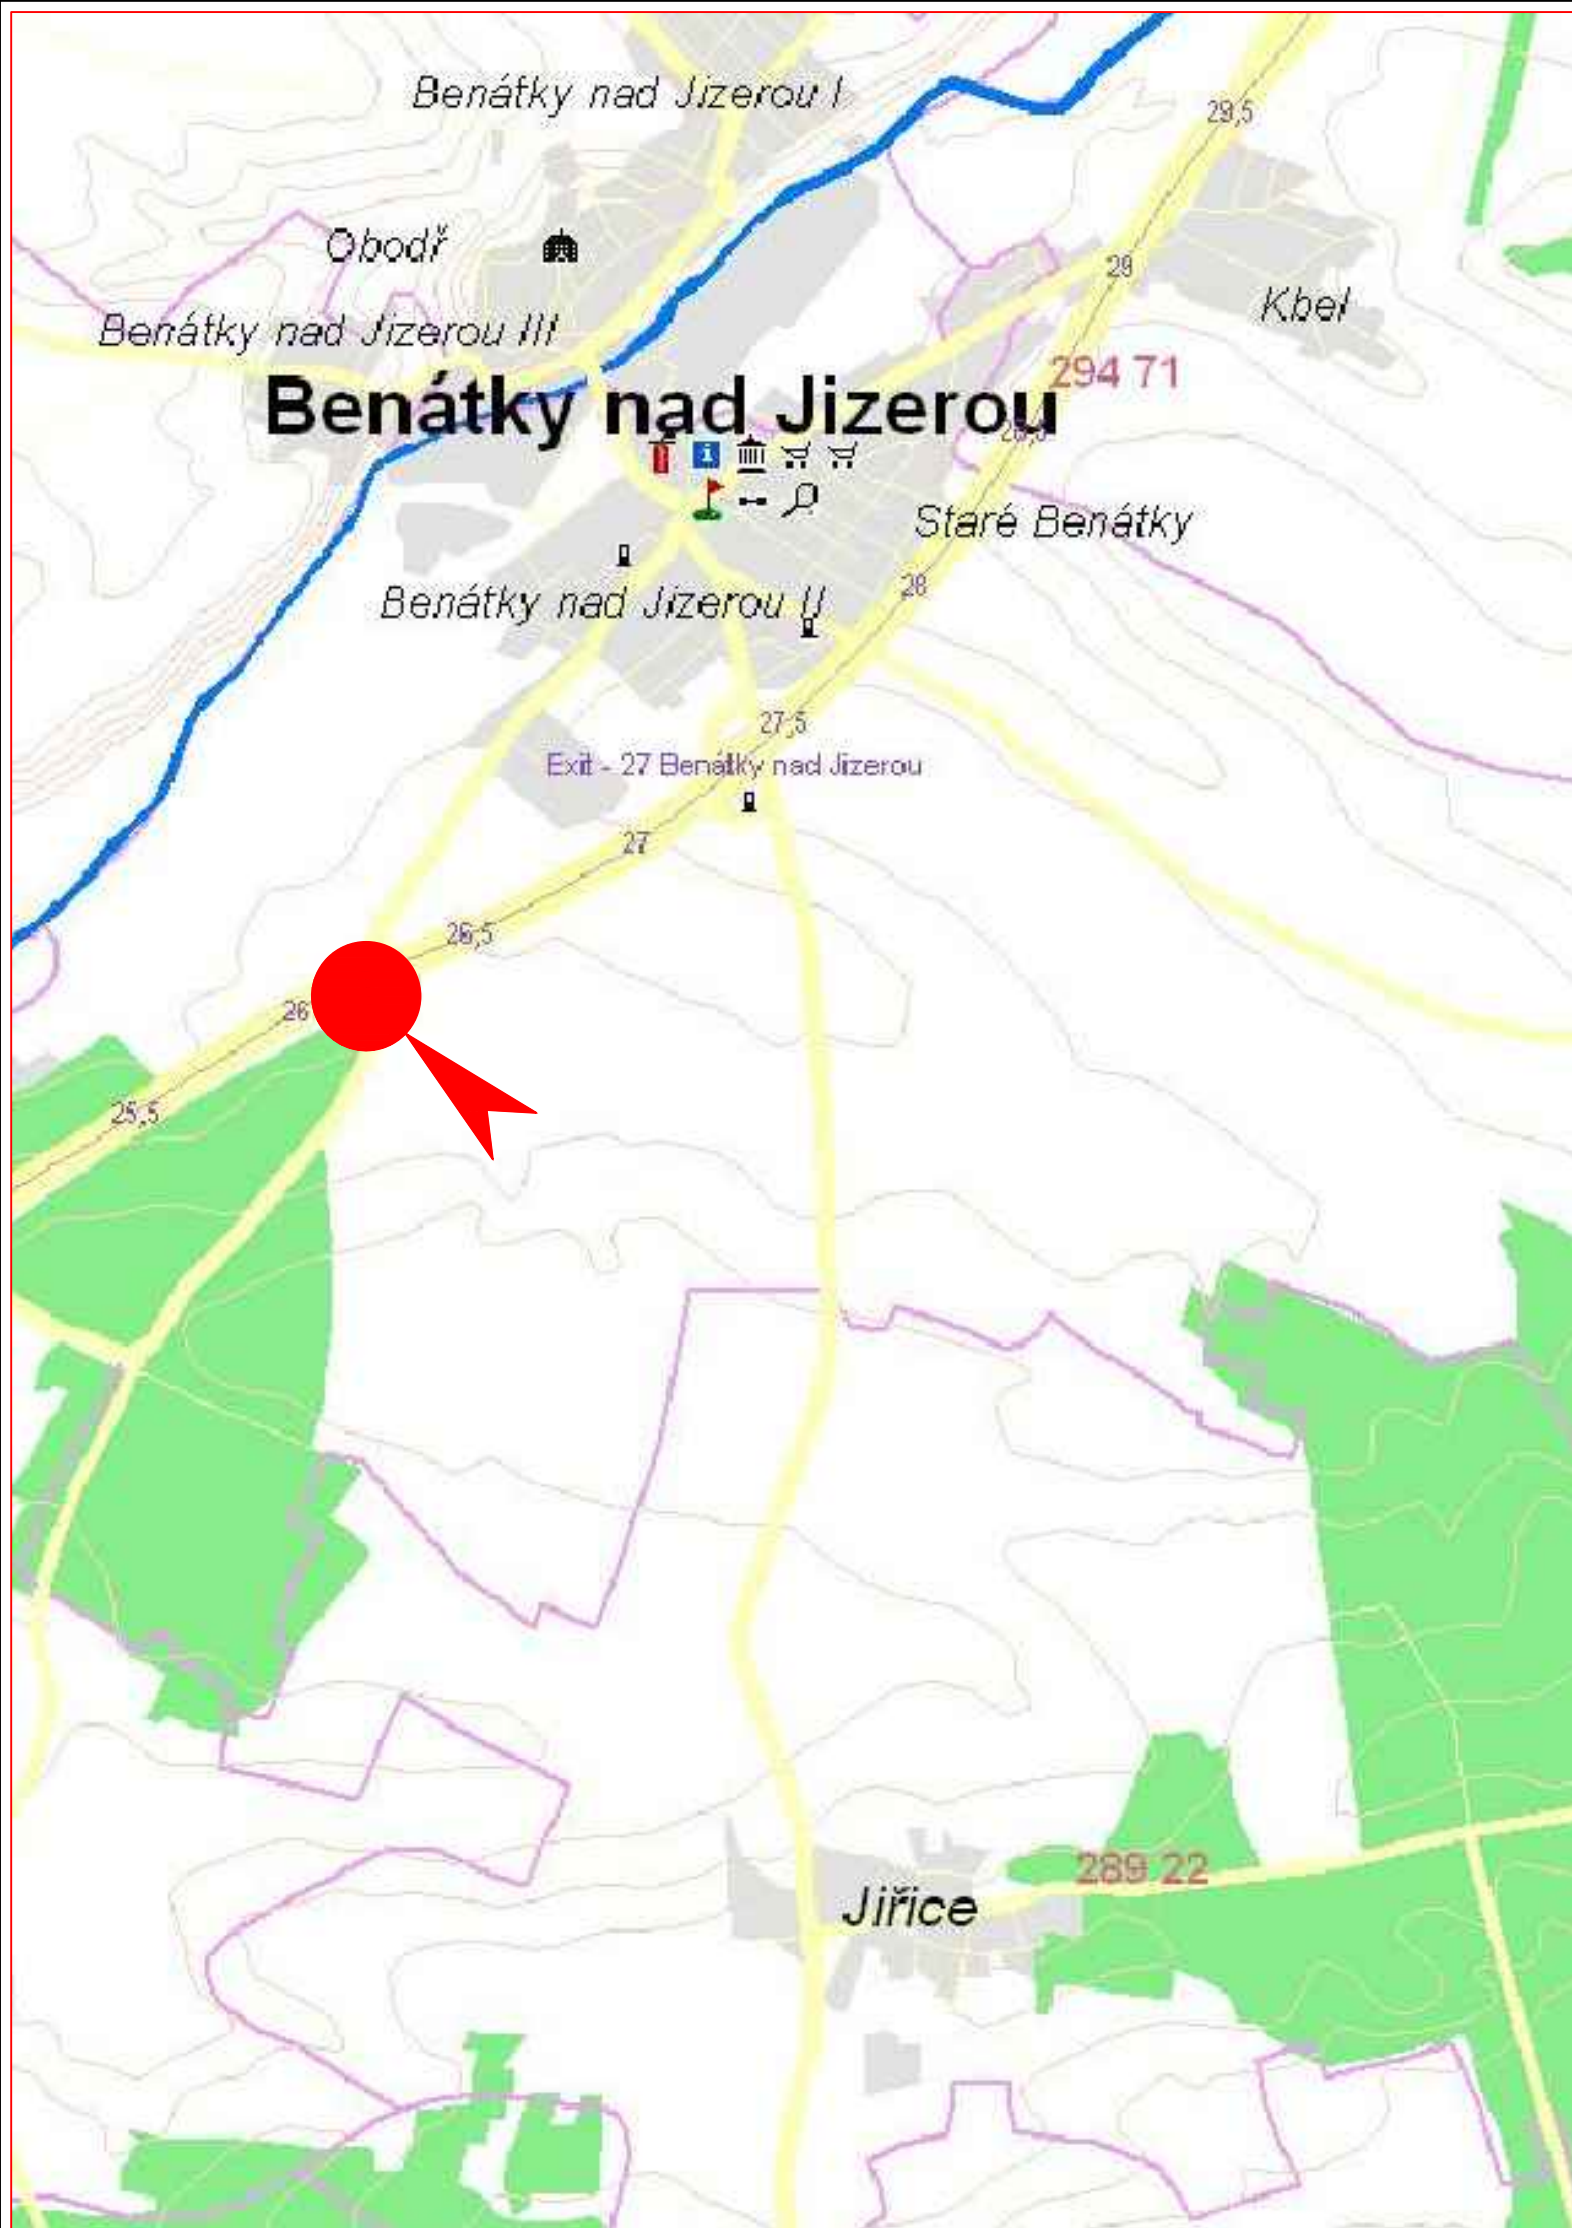 Benátky nad Jizerou I
29,5
Obodř
29
Kbel
Benátky nad Jizerou III
294 71
Benátky nad Jizerou
28,5
Staré Benátky
28
Benátky nad Jizerou II
27,5
Exit - 27 Benátky nad Jizerou
27
26,5
26
25,5
289 22
Jiřice